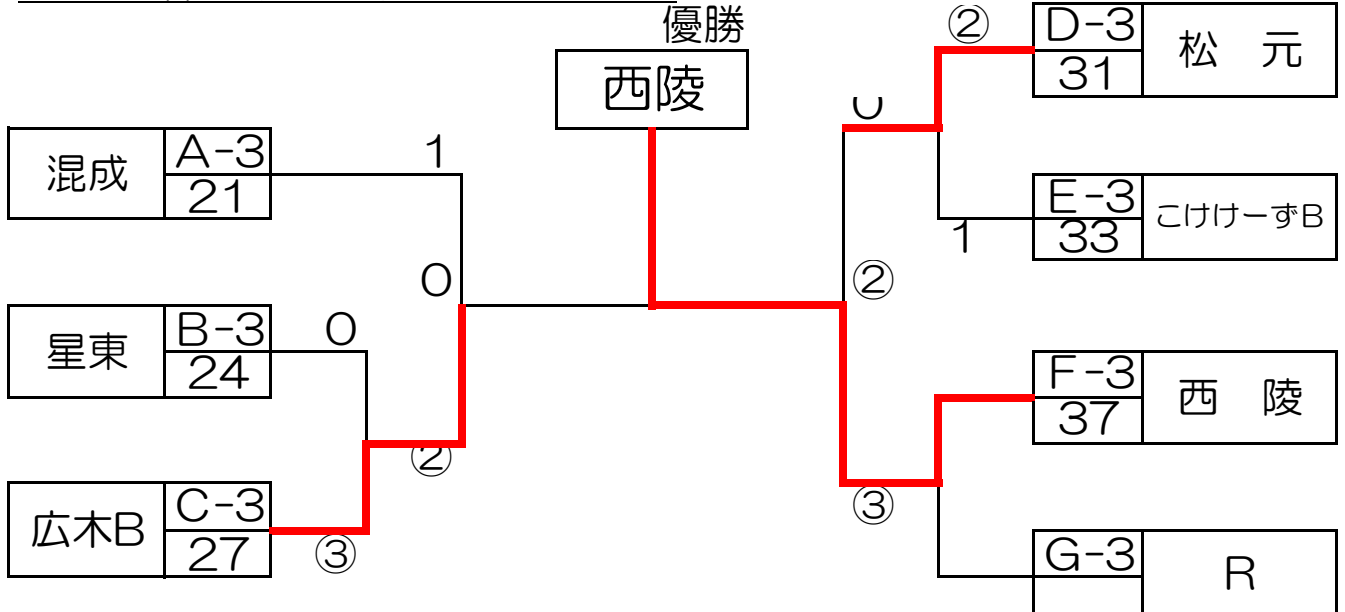 優勝
西陵
② D-3 松 元
31
0
混成 A-3 1
21
E-3 こけけーずB
1 33
0 ②
星東 B-3 0
24
F-3 西 陵
37
②
広木B C-3 ③
27 ③
G-3 R